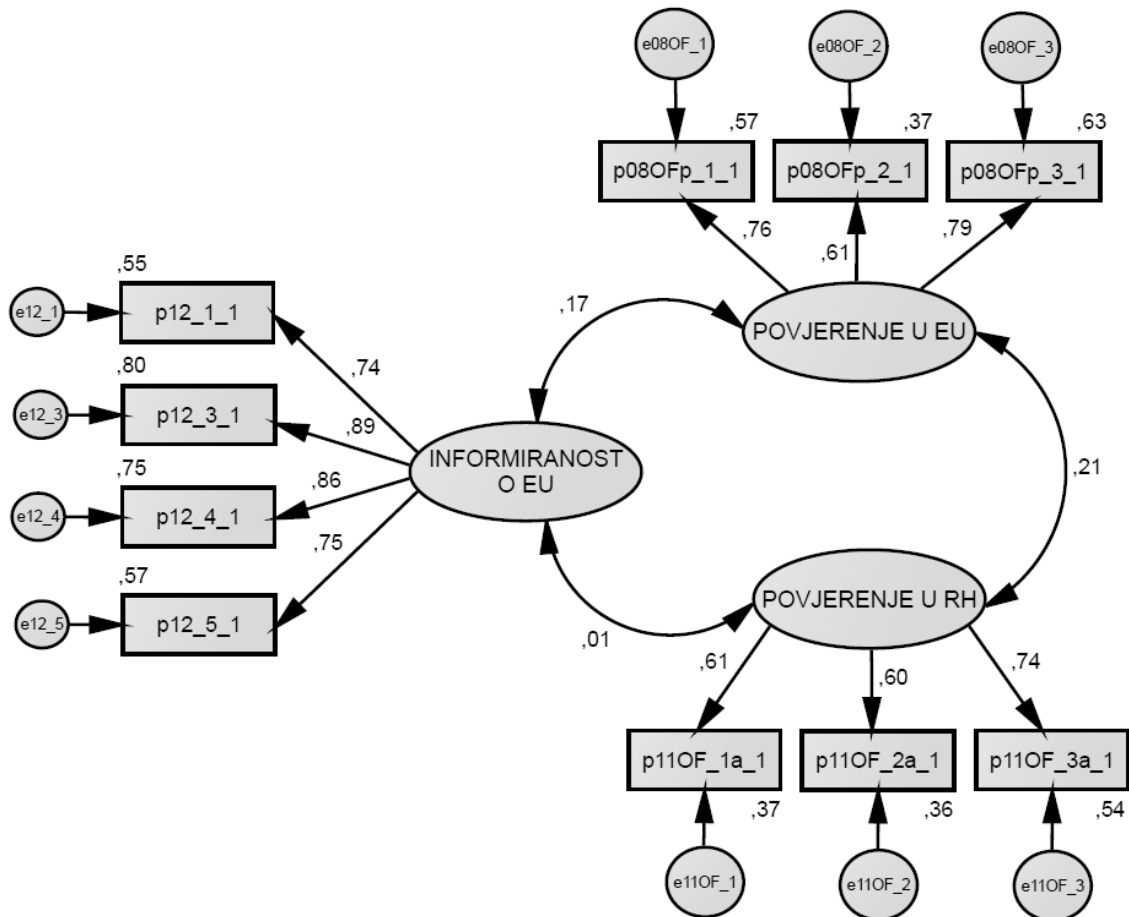 e08OF_1
e08OF_2
e08OF_3
,57
,37
,63
p08OFp_1_1
p08OFp_2_1
p08OFp_3_1
,76
,61
,79
POVJERENJE U EU
,17
,55
e12_1
p12_1_1
,74
,80
e12_3
p12_3_1
,89
,75
e12_4
p12_4_1
,86
,57
e12_5
p12_5_1
,75
INFORMIRANOST
O EU
,21
POVJERENJE U RH
,01
,61
,60
,74
p11OF_1a_1
p11OF_2a_1
p11OF_3a_1
,37
,36
,54
e11OF_1
e11OF_2
e11OF_3